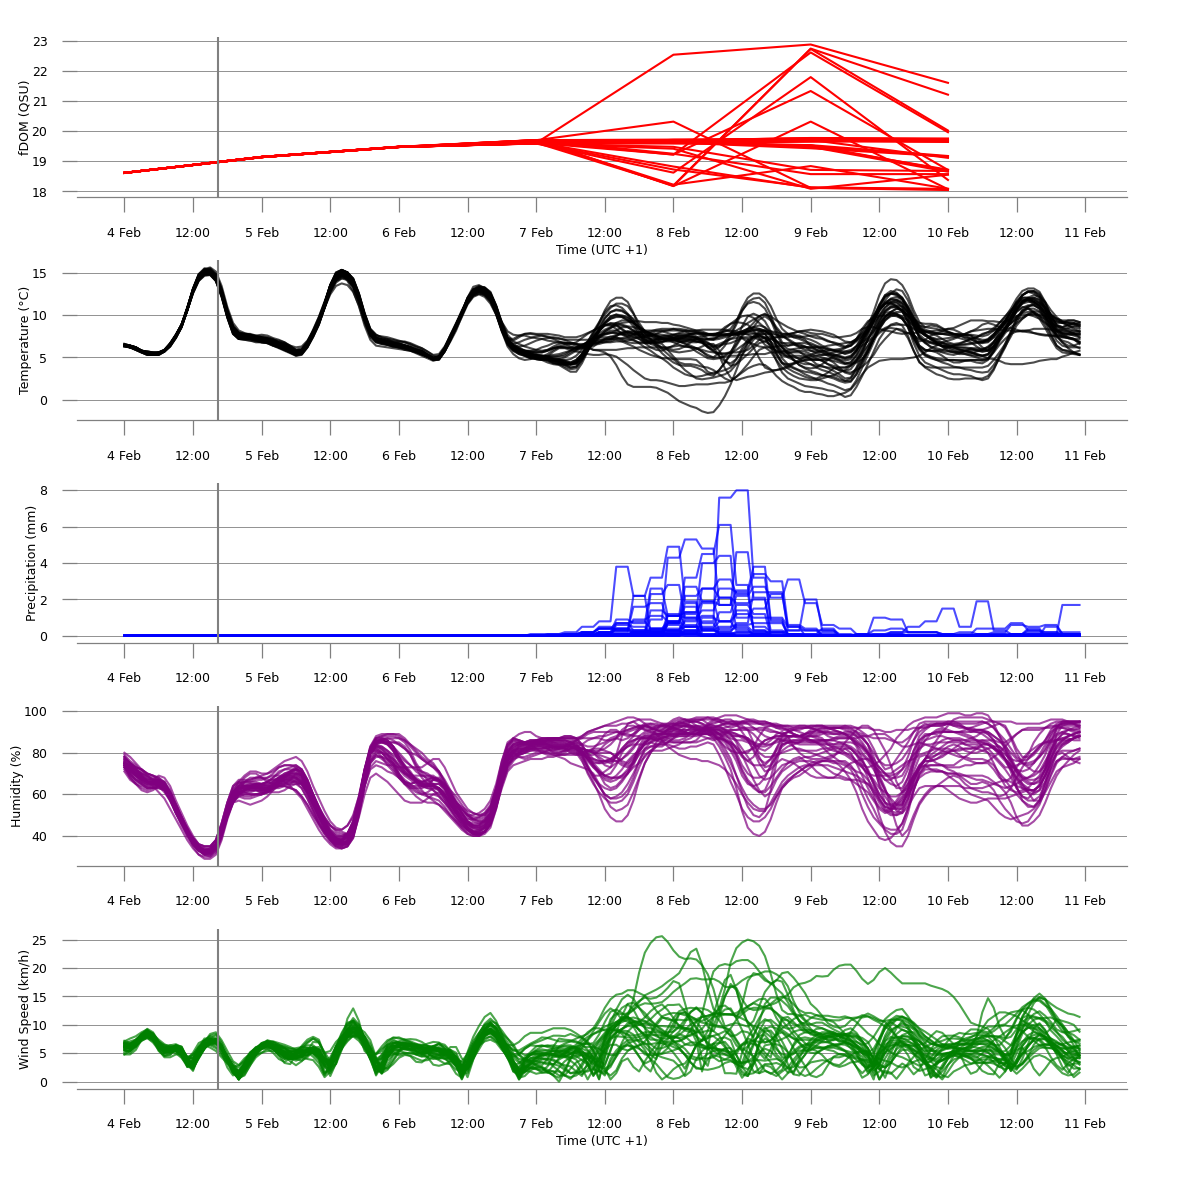 fDOM (QSU)
23
22
21
20
19
18
4 Feb 12:00 5 Feb 12:00 6 Feb 12:00 7 Feb 12:00 8 Feb 12:00 9 Feb 12:00 10 Feb 12:00 11 Feb
Time (UTC +1)
Temperature (°C)
15
10
5
0
4 Feb 12:00 5 Feb 12:00 6 Feb 12:00 7 Feb 12:00 8 Feb 12:00 9 Feb 12:00 10 Feb 12:00 11 Feb
Precipitation (mm)
8
6
4
2
0
4 Feb 12:00 5 Feb 12:00 6 Feb 12:00 7 Feb 12:00 8 Feb 12:00 9 Feb 12:00 10 Feb 12:00 11 Feb
Humidity (%)
100
80
60
40
4 Feb 12:00 5 Feb 12:00 6 Feb 12:00 7 Feb 12:00 8 Feb 12:00 9 Feb 12:00 10 Feb 12:00 11 Feb
Wind Speed (km/h)
25
20
15
10
5
0
4 Feb 12:00 5 Feb 12:00 6 Feb 12:00 7 Feb 12:00 8 Feb 12:00 9 Feb 12:00 10 Feb 12:00 11 Feb
Time (UTC +1)